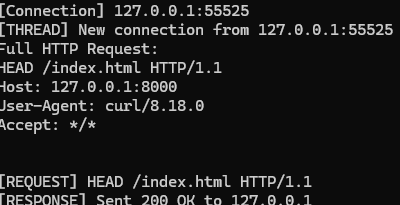 [Connection] 127.0.0.1:55525
[THREAD] New connection from 127.0.0.1:55525
Full HTTP Request:
HEAD /index.html HTTP/1.1
Host: 127.0.0.1:8000
User-Agent: curl/8.18.0
Accept: */*
[REQUEST] HEAD /index.html HTTP/1.1
[RESPONSE] Sent 200 OK to 127.0.0.1